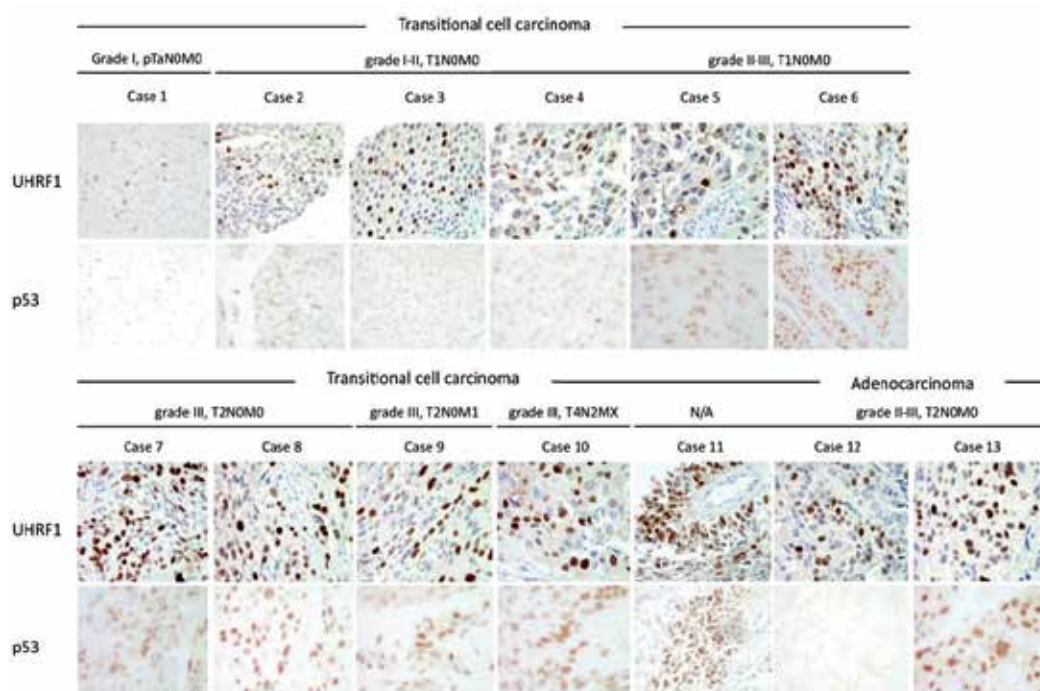 Transitional cell carcinoma
Grade I, pTaN0M0 grade I-II, T1N0M0 grade II-III, T1N0M0
Case 1 Case 2 Case 3 Case 4 Case 5 Case 6
UHRF1
p53
Transitional cell carcinoma Adenocarcinoma
grade III, T2N0M0 grade III, T2N0M1 grade III, T4N2MX N/A grade II-III, T2N0M0
Case 7 Case 8 Case 9 Case 10 Case 11 Case 12 Case 13
UHRF1
p53